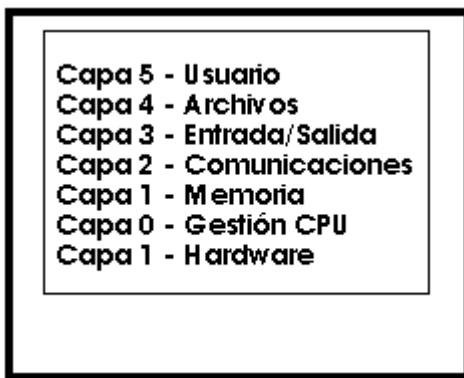 Capa 5 - Usuario
Capa 4 - Archivos
Capa 3 - Entrada/Salida
Capa 2 - Comunicaciones
Capa 1 - Memoria
Capa 0 - Gestión CPU
Capa 1 - Hardware